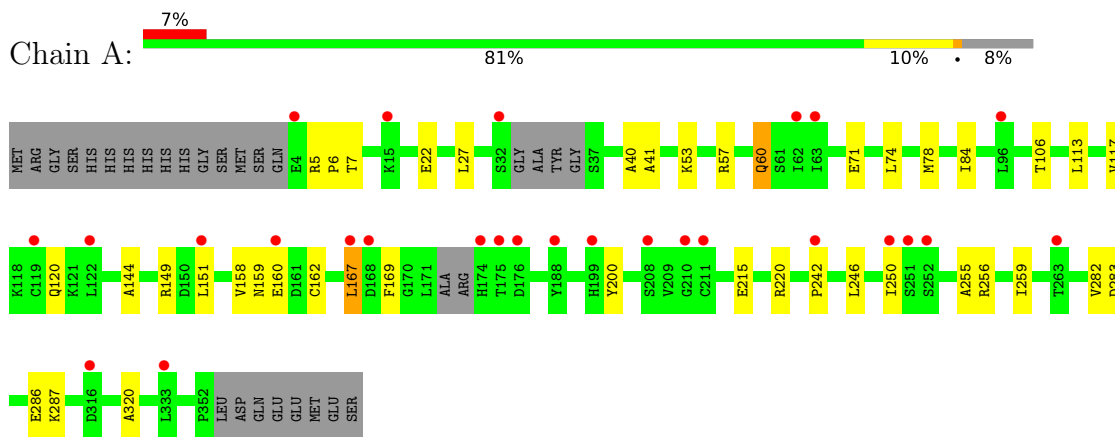 7%
Chain A:
81% 10% • 8%
MET ARG GLY SER HIS HIS HIS HIS HIS HIS GLY SER MET SER GLN E4 R5 P6 T7 K15 E22 L27 S32 GLY ALA TYR GLY S37 A40 A41 K53 R57 Q60 S61 I62 I63 E71 L74 M78 I84 L96 T106 L113 V117
K118 C119 Q120 K121 L122 A144 R149 D150 L151 V158 N159 E160 D161 C162 L167 D168 F169 G170 L171 ALA ARG H174 T175 D176 Y188 H199 Y200 S208 V209 G210 C211 E215 R220 P242 L246 I250 S251 S252 A255 R256 I259 T263 V282 P283
E286 K287 D316 A320 L333 P352 LEU ASP GLN GLU GLU MET GLU SER